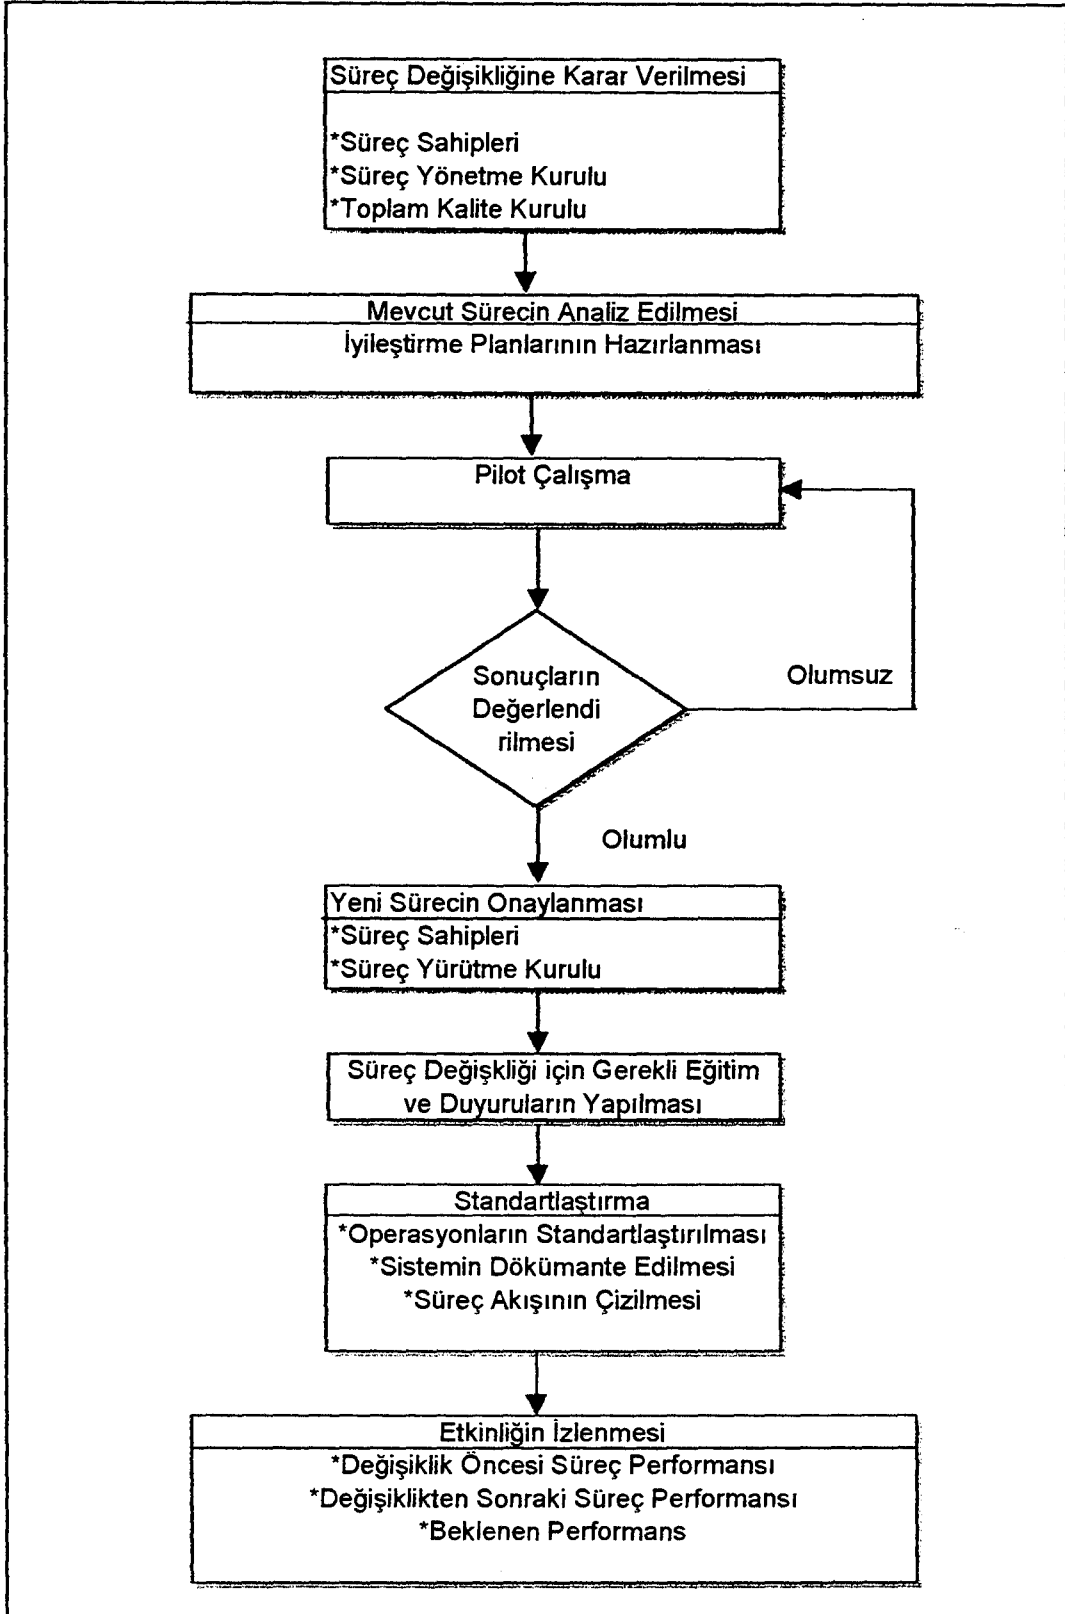 Süreç Değişikliğine Karar Verilmesi
*Süreç Sahipleri
*Süreç Yönetme Kurulu
*Toplam Kalite Kurulu
Mevcut Sürecin Analiz Edilmesi
İyileştirme Planlarının Hazırlanması
Pilot Çalışma
Sonuçların
Değerlendi
rilmesi
Olumsuz
Olumlu
Yeni Sürecin Onaylanması
*Süreç Sahipleri
*Süreç Yürütme Kurulu
Süreç Değişkliği için Gerekli Eğitim
ve Duyuruların Yapılması
Standartlaştırma
*Operasyonların Standartlaştırılması
*Sistemin Dökümante Edilmesi
*Süreç Akışının Çizilmesi
Etkinliğin İzlenmesi
*Değişiklik Öncesi Süreç Performansı
*Değişiklikten Sonraki Süreç Performansı
*Beklenen Performans